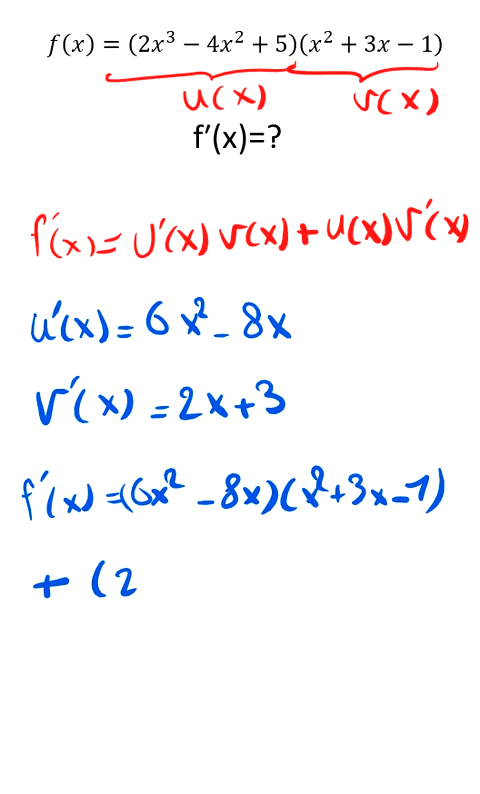 f(x) = (2x³ − 4x² + 5)(x² + 3x − 1)
u(x) v(x)
f′(x)=?
f′(x)= U′(x) v(x) + u(x) v′(x)
u′(x) = 6x² - 8x
v′(x) = 2x+3
f′(x) =(6x² - 8x)(x²+3x-1)
+ (2